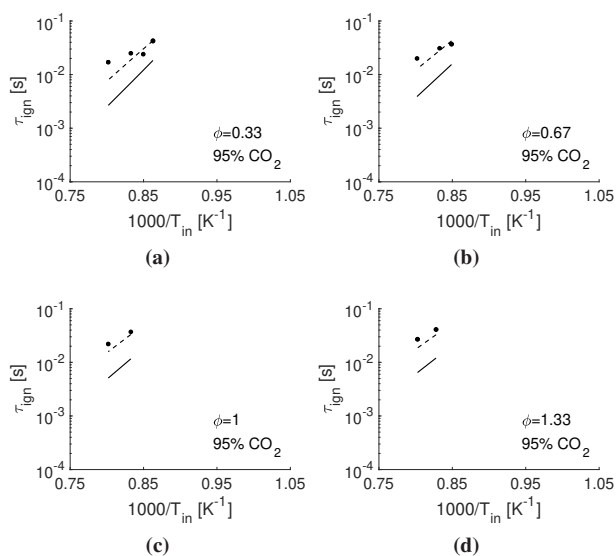 10^-1
10^-2
10^-3
10^-4
τ_ign [s]
ϕ=0.33
95% CO_2
0.75 0.85 0.95 1.05
1000/T_in [K^-1]
(a)
10^-1
10^-2
10^-3
10^-4
τ_ign [s]
ϕ=0.67
95% CO_2
0.75 0.85 0.95 1.05
1000/T_in [K^-1]
(b)
10^-1
10^-2
10^-3
10^-4
τ_ign [s]
ϕ=1
95% CO_2
0.75 0.85 0.95 1.05
1000/T_in [K^-1]
(c)
10^-1
10^-2
10^-3
10^-4
τ_ign [s]
ϕ=1.33
95% CO_2
0.75 0.85 0.95 1.05
1000/T_in [K^-1]
(d)